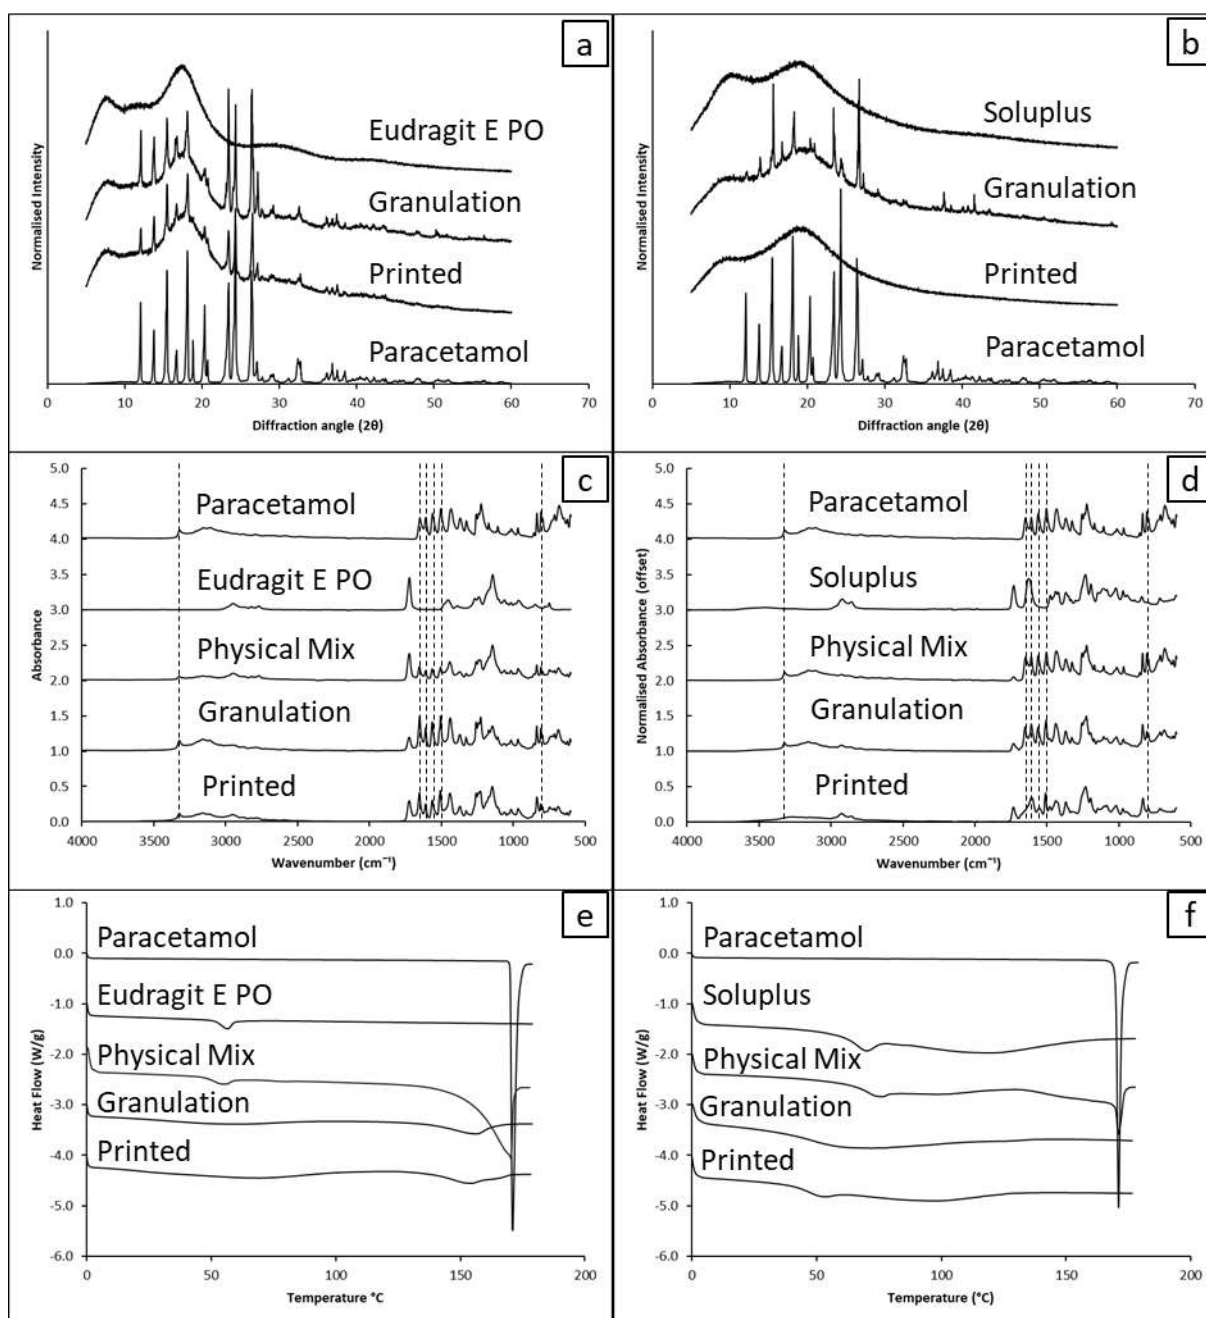 a
Normalised Intensity
Eudragit E PO
Granulation
Printed
Paracetamol
0 10 20 30 40 50 60 70
Diffraction angle (2θ)
b
Normalised Intensity
Soluplus
Granulation
Printed
Paracetamol
0 10 20 30 40 50 60 70
Diffraction angle (2θ)
c
Absorbance
5.0
4.5
4.0
3.5
3.0
2.5
2.0
1.5
1.0
0.5
0.0
Paracetamol
Eudragit E PO
Physical Mix
Granulation
Printed
4000 3500 3000 2500 2000 1500 1000 500
Wavenumber (cm⁻¹)
d
Normalised Absorbance (offset)
5.0
4.5
4.0
3.5
3.0
2.5
2.0
1.5
1.0
0.5
0.0
Paracetamol
Soluplus
Physical Mix
Granulation
Printed
4000 3500 3000 2500 2000 1500 1000 500
Wavenumber (cm⁻¹)
e
Heat Flow (W/g)
1.0
0.0
-1.0
-2.0
-3.0
-4.0
-5.0
-6.0
Paracetamol
Eudragit E PO
Physical Mix
Granulation
Printed
0 50 100 150 200
Temperature °C
f
Heat Flow (W/g)
1.0
0.0
-1.0
-2.0
-3.0
-4.0
-5.0
-6.0
Paracetamol
Soluplus
Physical Mix
Granulation
Printed
0 50 100 150 200
Temperature (°C)